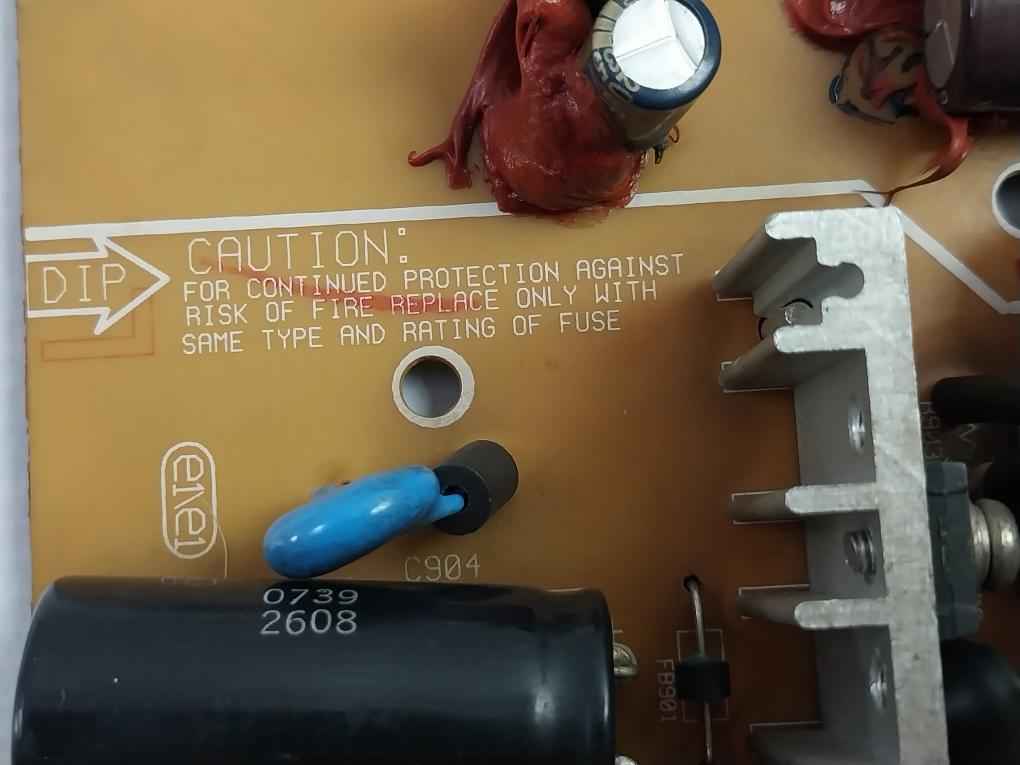 CAUTION:
FOR CONTINUED PROTECTION AGAINST
RISK OF FIRE REPLACE ONLY WITH
SAME TYPE AND RATING OF FUSE
DIP
enel
C904
0739
2608
FB901